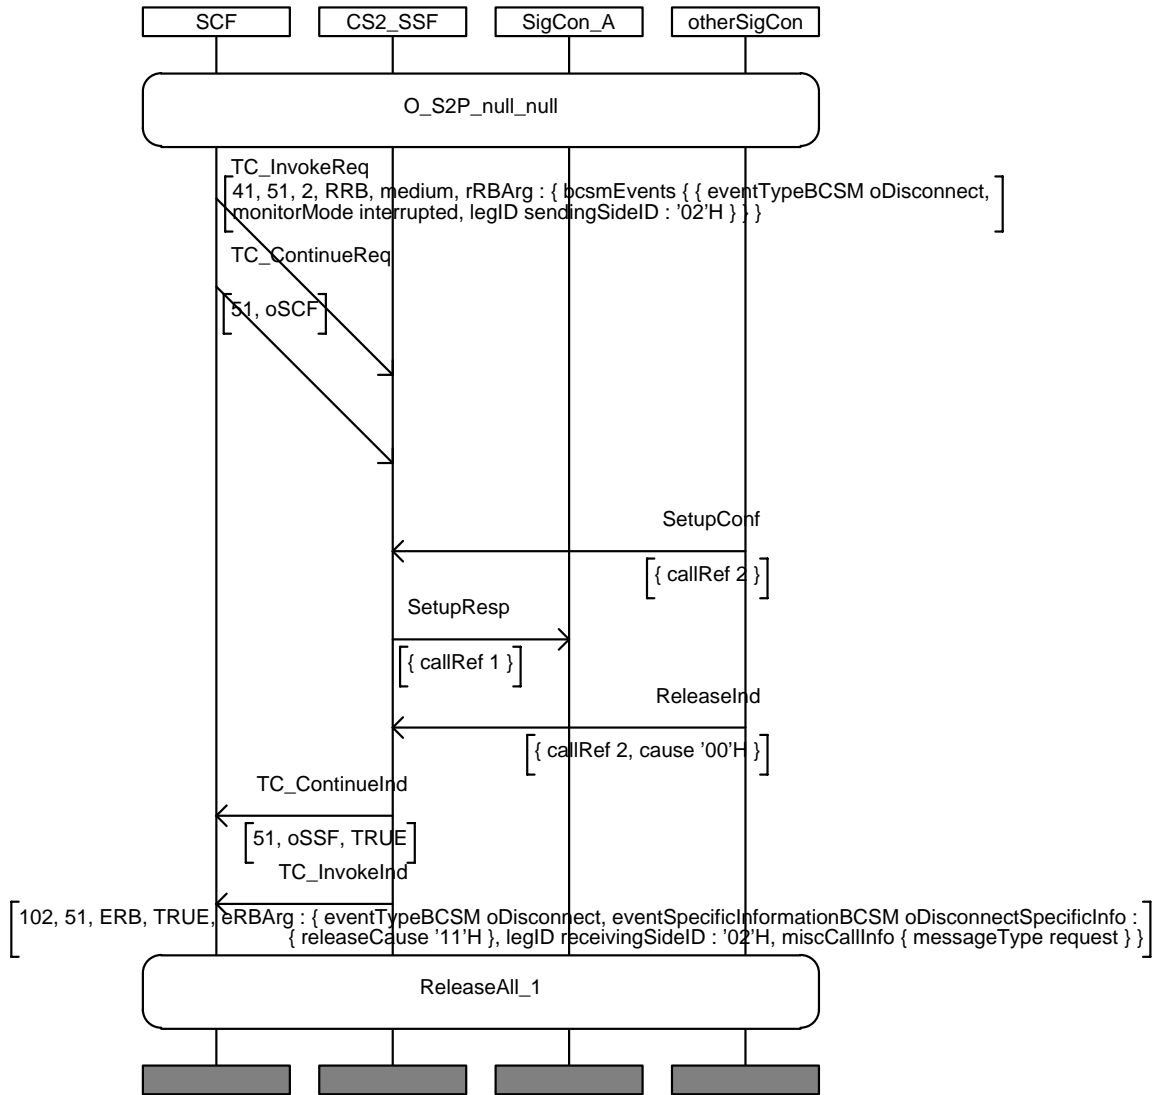 SCF
CS2_SSF
SigCon_A
otherSigCon
O_S2P_null_null
TC_InvokeReq
41, 51, 2, RRB, medium, rRBArg : { bcsmEvents { { eventTypeBCSM oDisconnect,
monitorMode interrupted, legID sendingSideID : ’02’H } } }
TC_ContinueReq
51, oSCF
SetupConf
{ callRef 2 }
SetupResp
{ callRef 1 }
ReleaseInd
{ callRef 2, cause ’00’H }
TC_ContinueInd
51, oSSF, TRUE
TC_InvokeInd
102, 51, ERB, TRUE, eRBArg : { eventTypeBCSM oDisconnect, eventSpecificInformationBCSM oDisconnectSpecificInfo :
{ releaseCause ’11’H }, legID receivingSideID : ’02’H, miscCallInfo { messageType request } }
ReleaseAll_1